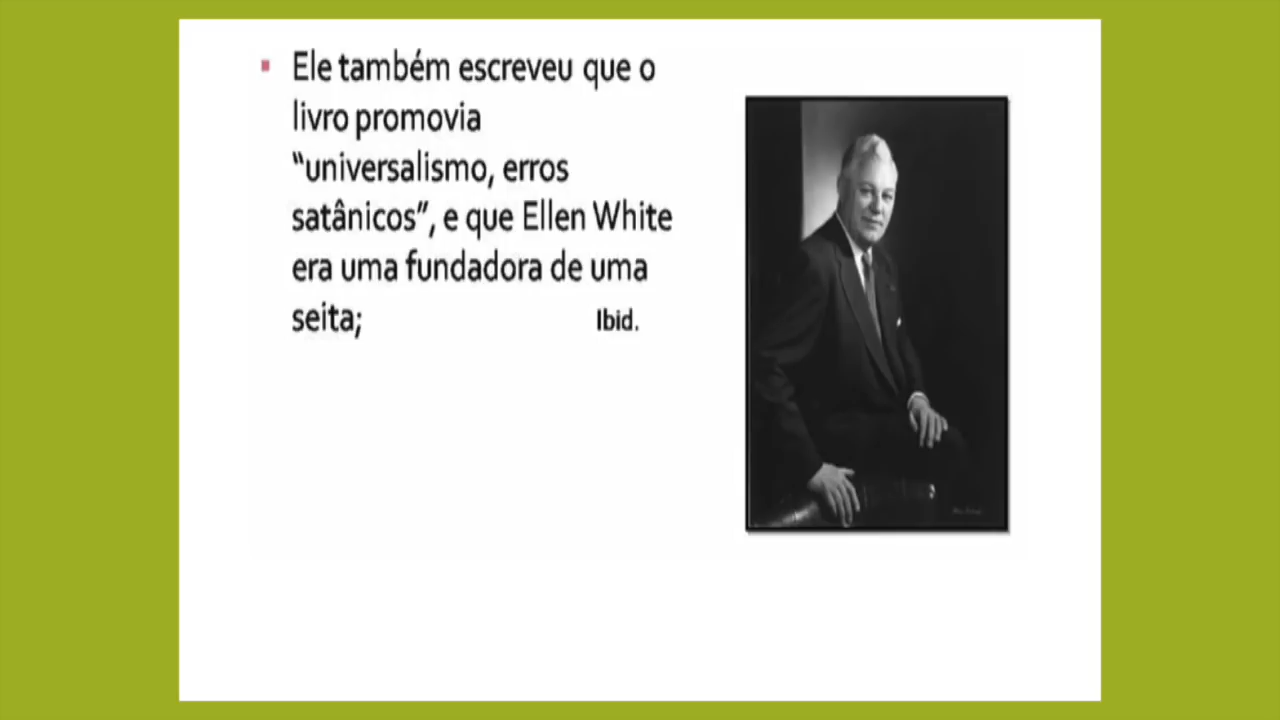 Ele também escreveu que o
livro promovia
“universalismo, erros
satânicos”, e que Ellen White
era uma fundadora de uma
seita; Ibid.